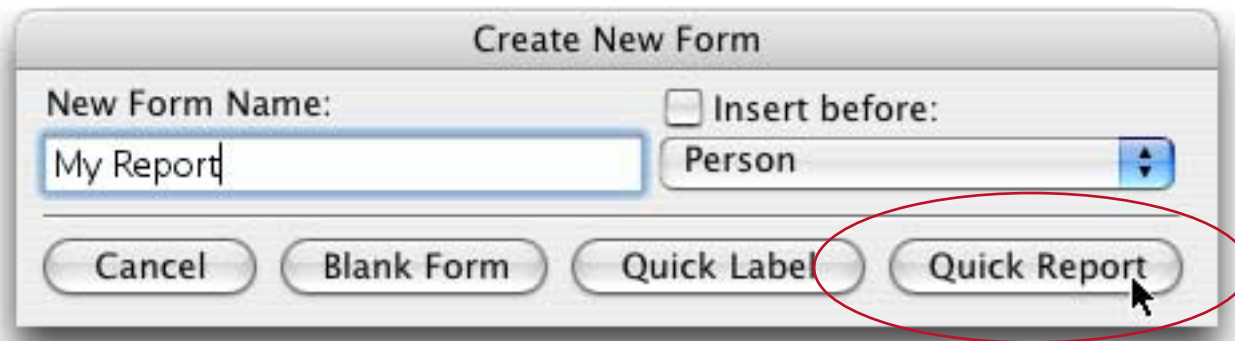 Create New Form
New Form Name:
Insert before:
My Report
Person
Cancel
Blank Form
Quick Label
Quick Report